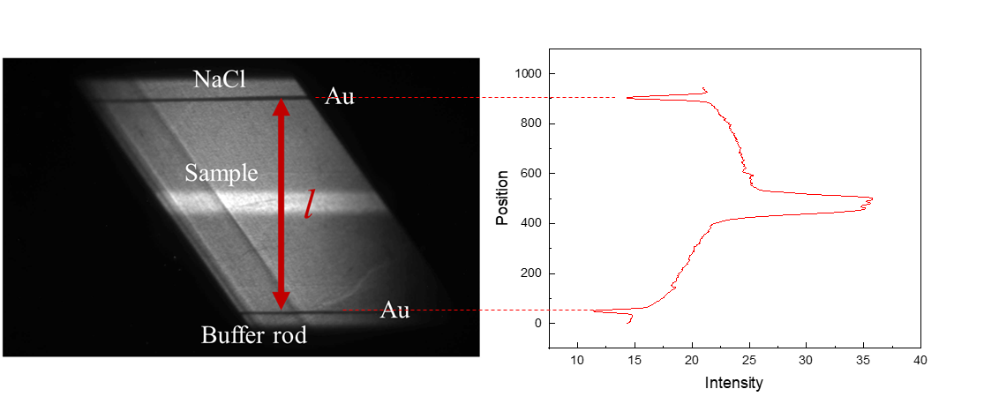 NaCl
Au
Sample
l
Au
Buffer rod
1000
800
600
400
200
0
Position
10 15 20 25 30 35 40
Intensity